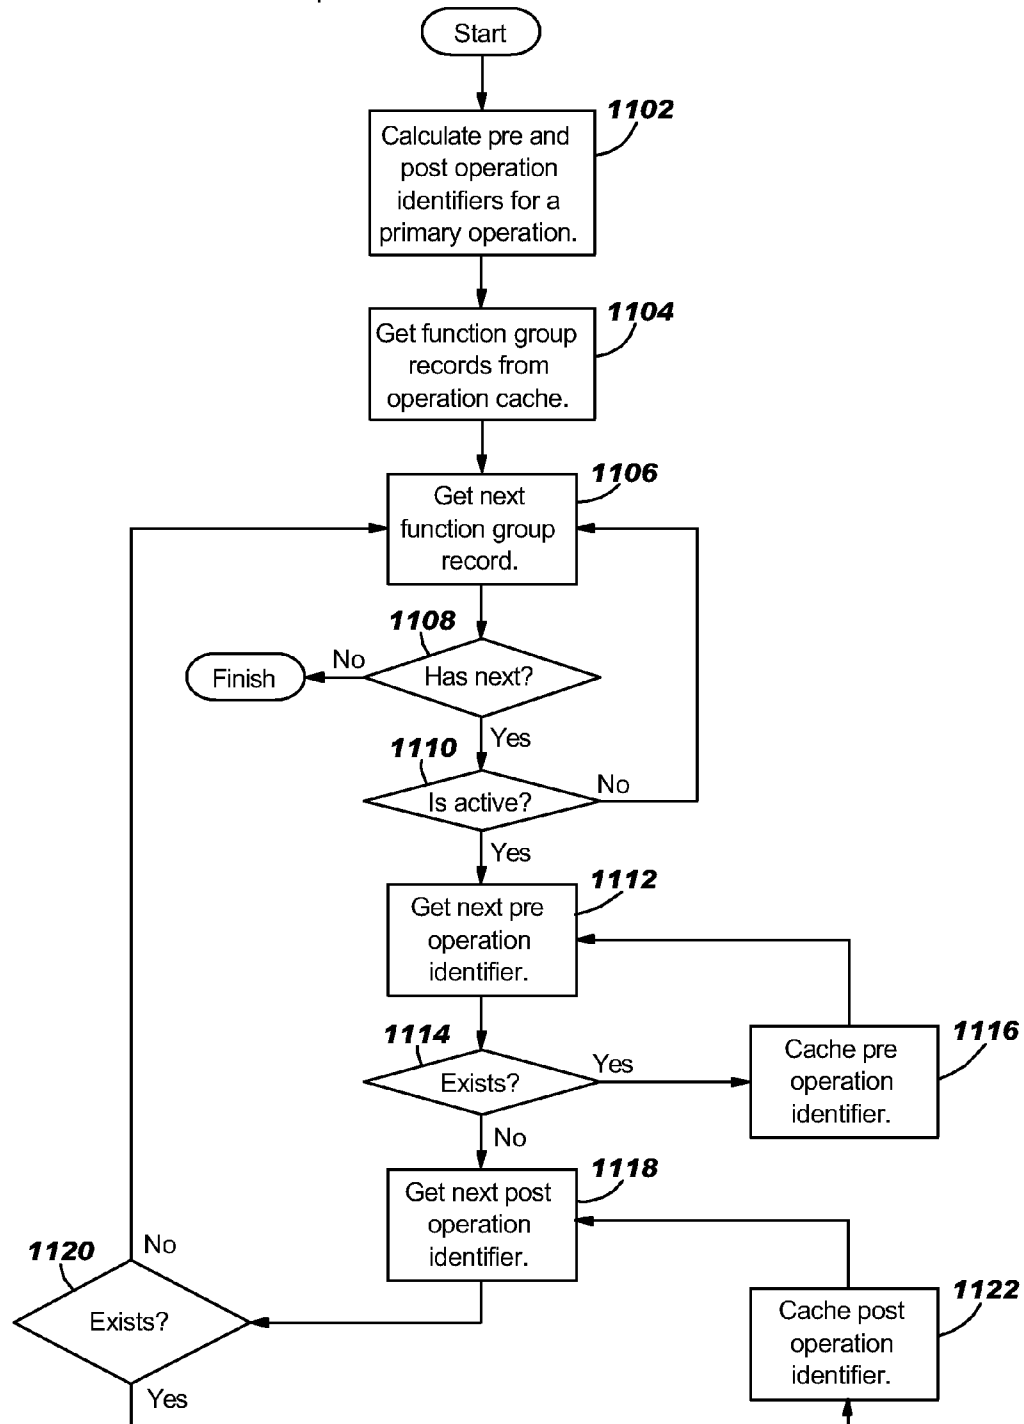 Start
1102
Calculate pre and
post operation
identifiers for a
primary operation.
1104
Get function group
records from
operation cache.
1106
Get next
function group
record.
1108
Has next?
No
Finish
Yes
1110
Is active?
No
Yes
1112
Get next pre
operation
identifier.
1114
Exists?
Yes
1116
Cache pre
operation
identifier.
No
1118
Get next post
operation
identifier.
1120
No
Exists?
Yes
1122
Cache post
operation
identifier.